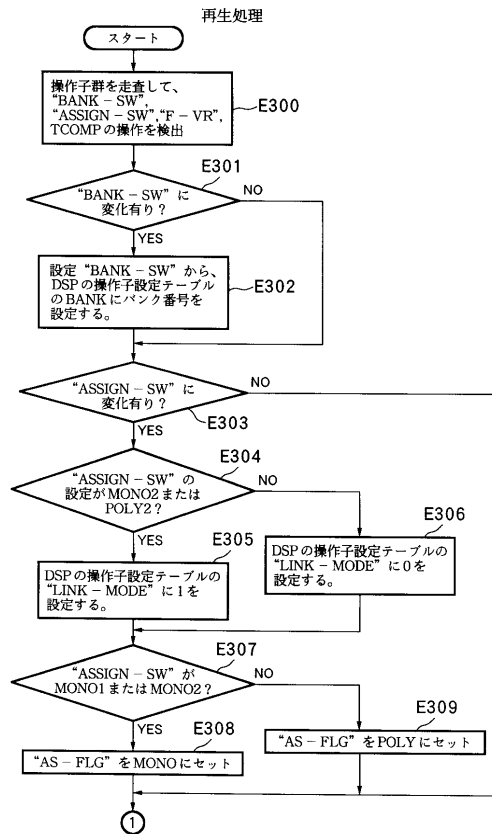 再生処理
スタート
操作子群を走査して、
“BANK－SW”,
“ASSIGN－SW”,“F－VR”,
TCOMPの操作を検出
E300
E301
“BANK－SW”に
変化有り？
NO
YES
設定“BANK－SW”から、
DSPの操作子設定テーブル
のBANKにバンク番号を
設定する。
E302
“ASSIGN－SW”に
変化有り？
NO
E303
YES
E304
“ASSIGN－SW”の
設定がMONO2または
POLY2？
NO
YES
E305
DSPの操作子設定テーブルの
“LINK－MODE”に1を
設定する。
E306
DSPの操作子設定テーブルの
“LINK－MODE”に0を
設定する。
E307
“ASSIGN－SW”が
MONO1またはMONO2？
NO
YES
E308
“AS－FLG”をMONOにセット
E309
“AS－FLG”をPOLYにセット
1